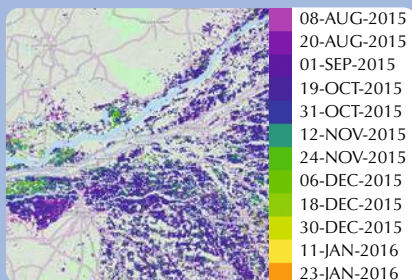 08-AUG-2015
20-AUG-2015
01-SEP-2015
19-OCT-2015
31-OCT-2015
12-NOV-2015
24-NOV-2015
06-DEC-2015
18-DEC-2015
30-DEC-2015
11-JAN-2016
23-JAN-2016